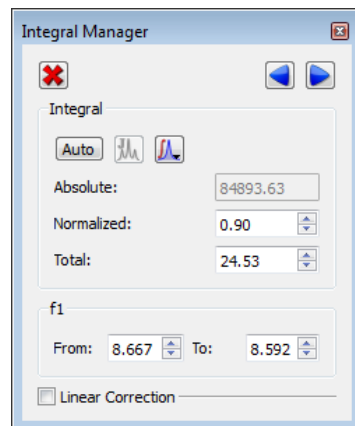 Integral Manager
Integral
Auto
Absolute: 84893.63
Normalized: 0.90
Total: 24.53
f1
From: 8.667 To: 8.592
Linear Correction